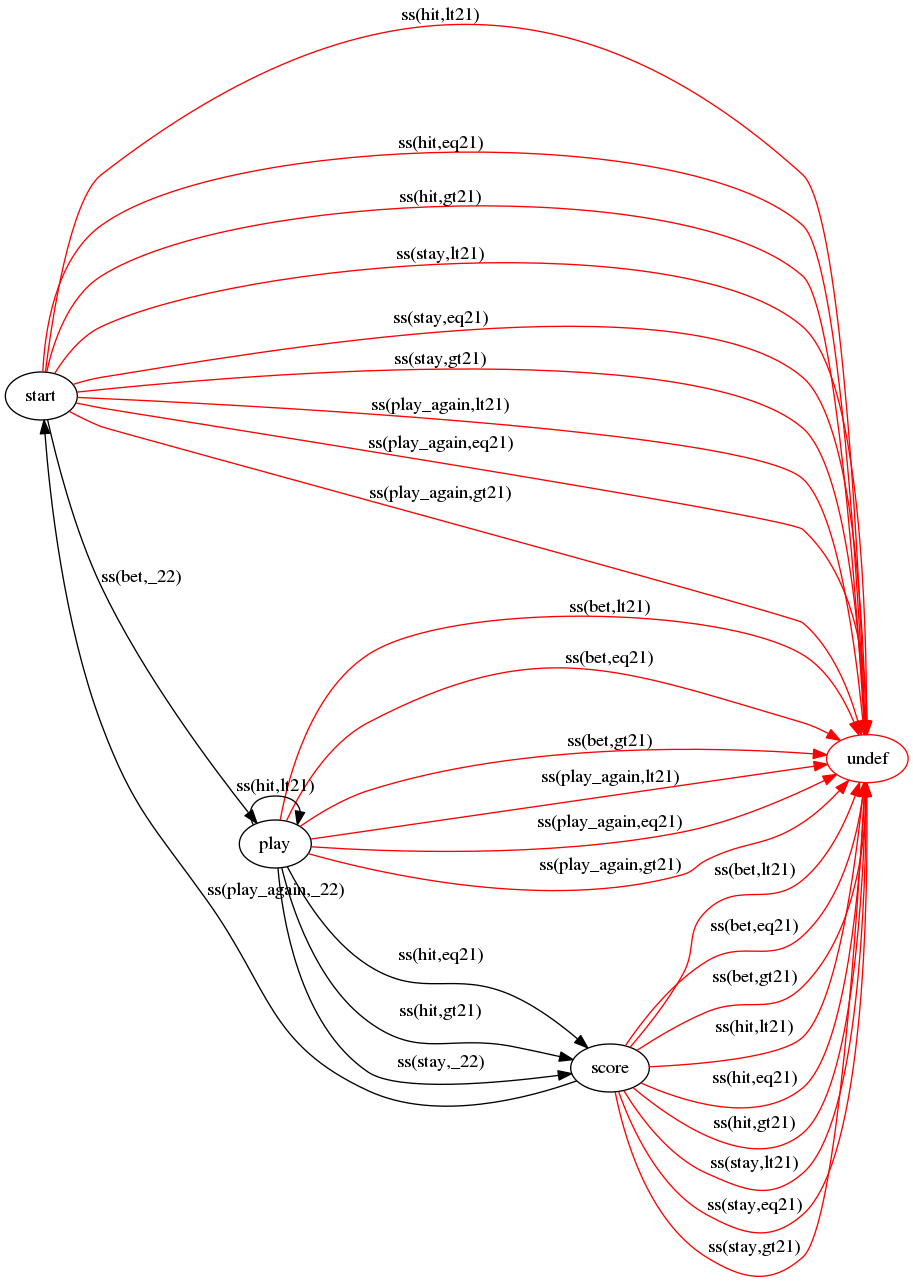 ss(hit,lt21)
ss(hit,eq21)
ss(hit,gt21)
ss(stay,lt21)
ss(stay,eq21)
ss(stay,gt21)
start
ss(play_again,lt21)
ss(play_again,eq21)
ss(play_again,gt21)
ss(bet,_22)
ss(bet,lt21)
ss(bet,eq21)
ss(bet,gt21)
undef
ss(play_again,lt21)
ss(hit,lt21)
ss(play_again,eq21)
play
ss(play_again,gt21)
ss(bet,lt21)
ss(play_again,_22)
ss(bet,eq21)
ss(hit,eq21)
ss(bet,gt21)
ss(hit,gt21)
ss(hit,lt21)
ss(stay,_22)
score
ss(hit,eq21)
ss(hit,gt21)
ss(stay,lt21)
ss(stay,eq21)
ss(stay,gt21)